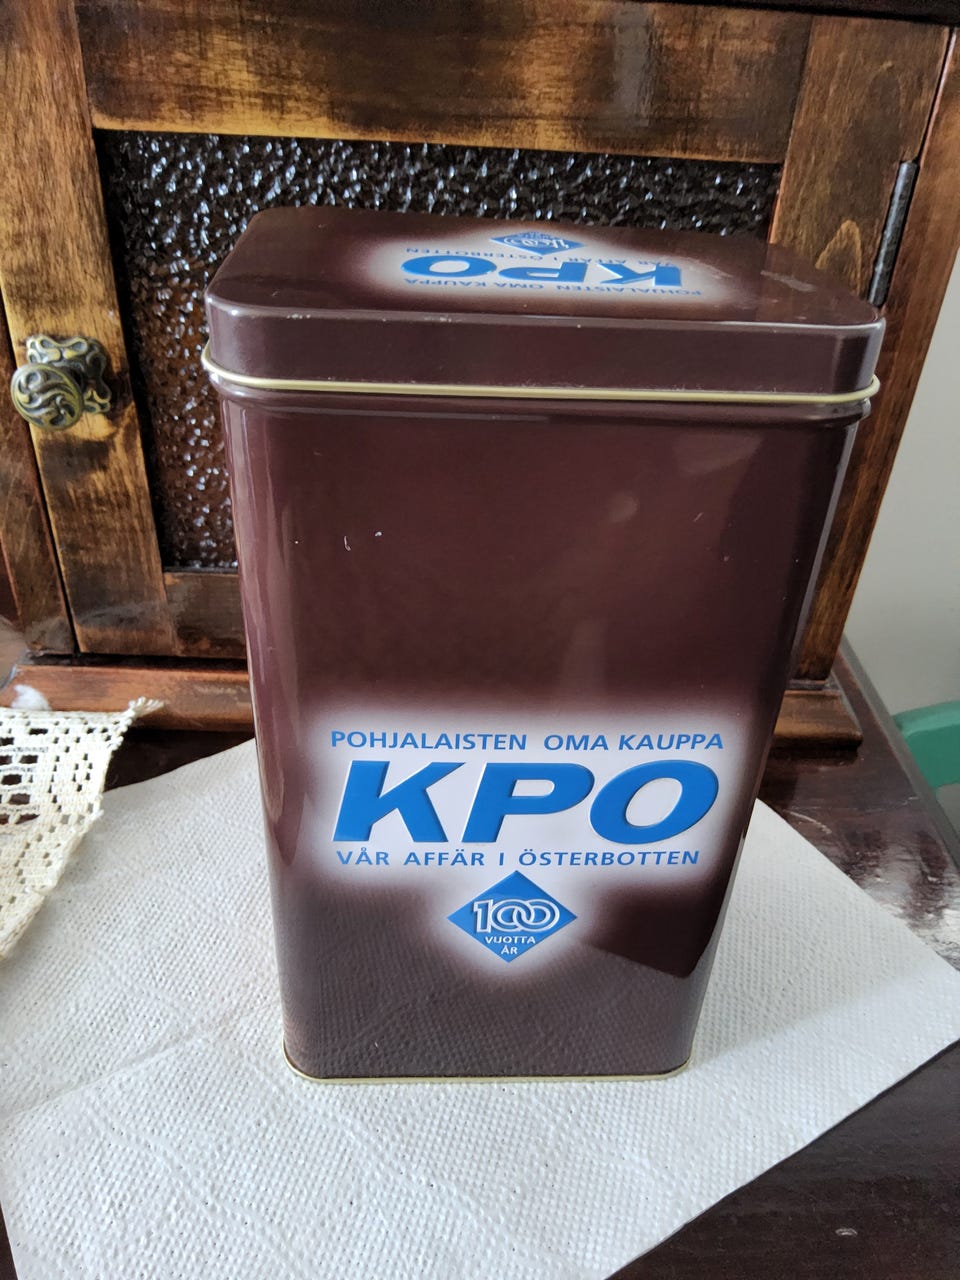 VÅR AFFÄR I ÖSTERBOTTEN
KPO
POHJALAISTEN OMA KAUPPA
POHJALAISTEN OMA KAUPPA
KPO
VÅR AFFÄR I ÖSTERBOTTEN
100
VUOTTA
ÅR